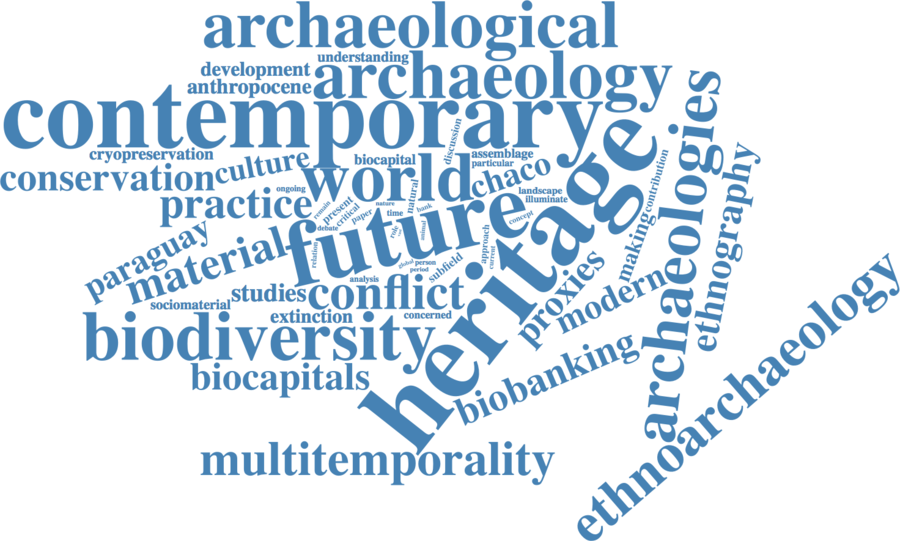 archaeological
understanding
development
archaeology
anthropocene
contemporary
discussion
cryopreservation
culture
biocapital
assemblage
particular
conservation
world
chaco
ongoing
natural
landscape
illuminate
practice
remain
present
critical
paper
nature
time
bank
future
concept
heritage
contribution
archaeologies
ethnography
paraguay
material
debate
role
animal
relation
approach
current
global
person
period
subfield
analysis
making
sociomaterial
studies
conflict
proxies
modern
extinction
concerned
biodiversity
biocapitals
biobanking
multitemporality
ethnoarchaeology